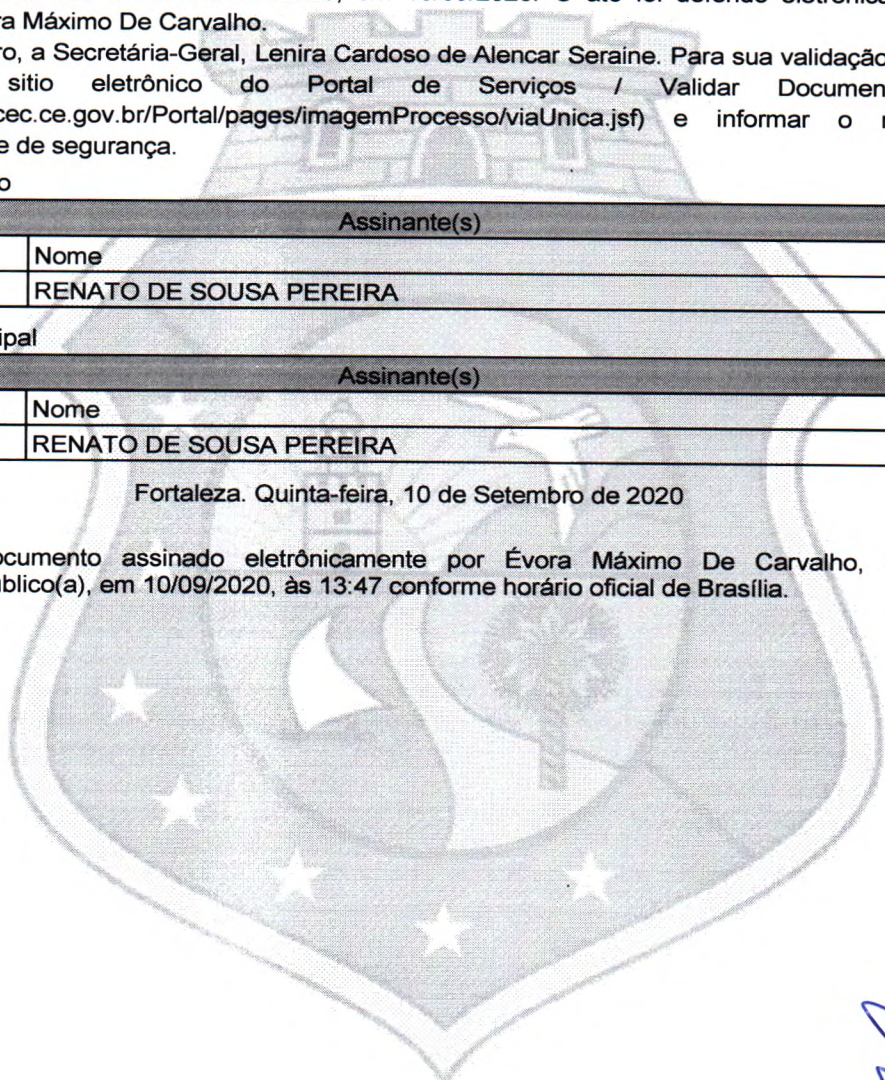 O ato foi deferido
ra Máximo De Carvalho.
ro, a Secretária-Geral, Lenira Cardoso de Alencar Seraine. Para sua validação
sitio eletrônico do Portal de Serviços / Validar Documen
cec.ce.gov.br/Portal/pages/imagemProcesso/viaUnica.jsf) e informar o n
e de segurança.
o
Assinante(s)
Nome
RENATO DE SOUSA PEREIRA
ipal
Assinante(s)
Nome
RENATO DE SOUSA PEREIRA
Fortaleza. Quinta-feira, 10 de Setembro de 2020
ocumento assinado eletrônicamente por Évora Máximo De Carvalho,
úblico(a), em 10/09/2020, às 13:47 conforme horário oficial de Brasília.